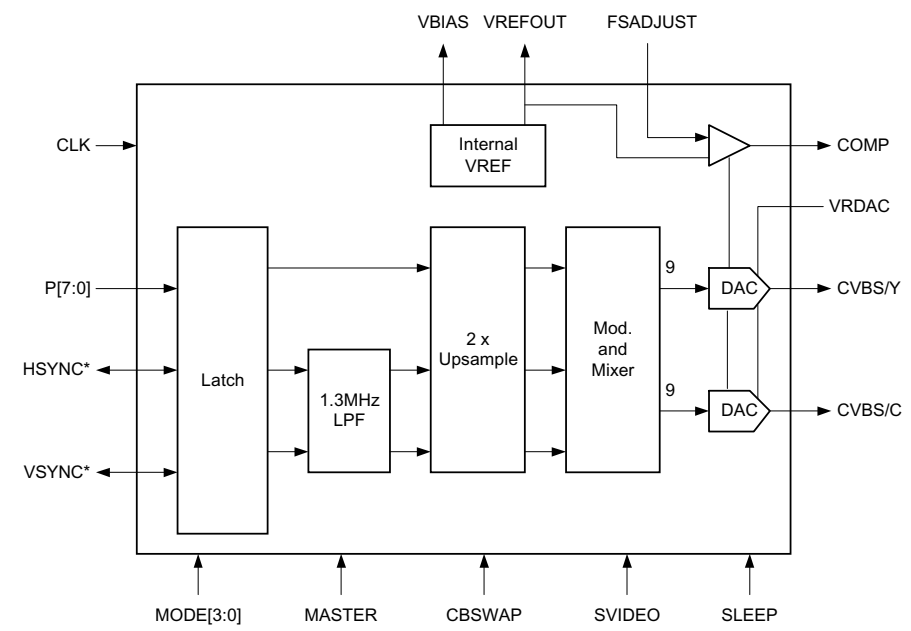 VBIAS VREFOUT FSADJUST
CLK
Internal
VREF
COMP
VRDAC
P[7:0]
9
DAC
CVBS/Y
Mod.
and
Mixer
2 x
Upsample
HSYNC*
Latch
1.3MHz
LPF
9
DAC
CVBS/C
VSYNC*
MODE[3:0] MASTER CBSWAP SVIDEO SLEEP